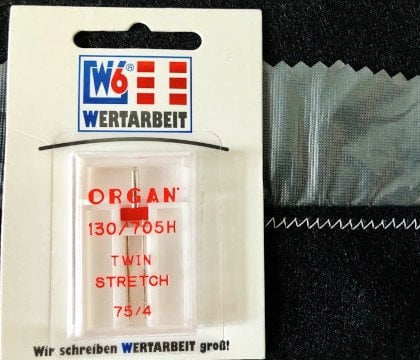 W6®
WERTARBEIT
ORGAN
130/705H
TWIN
STRETCH
75/4
Wir schreiben WERTARBEIT groß!